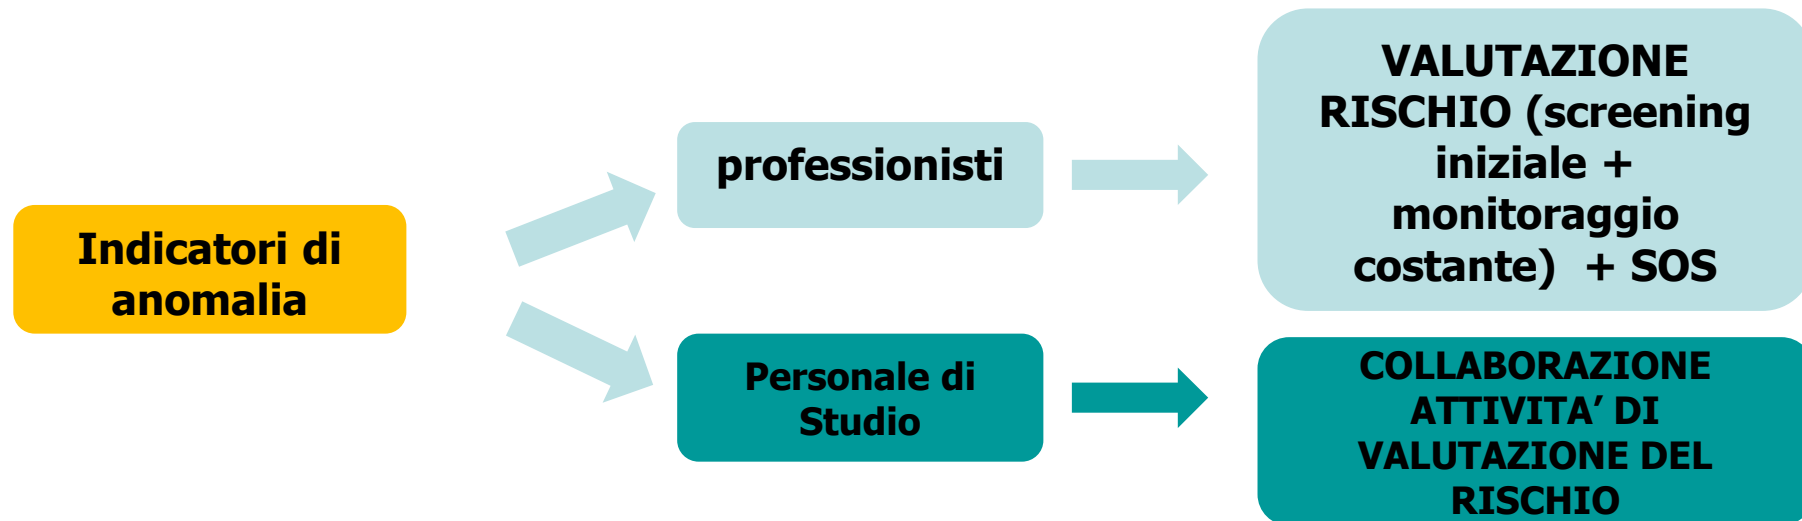 Indicatori di
anomalia
professionisti
VALUTAZIONE
RISCHIO (screening
iniziale +
monitoraggio
costante)  + SOS
Personale di
Studio
COLLABORAZIONE
ATTIVITA’ DI
VALUTAZIONE DEL
RISCHIO